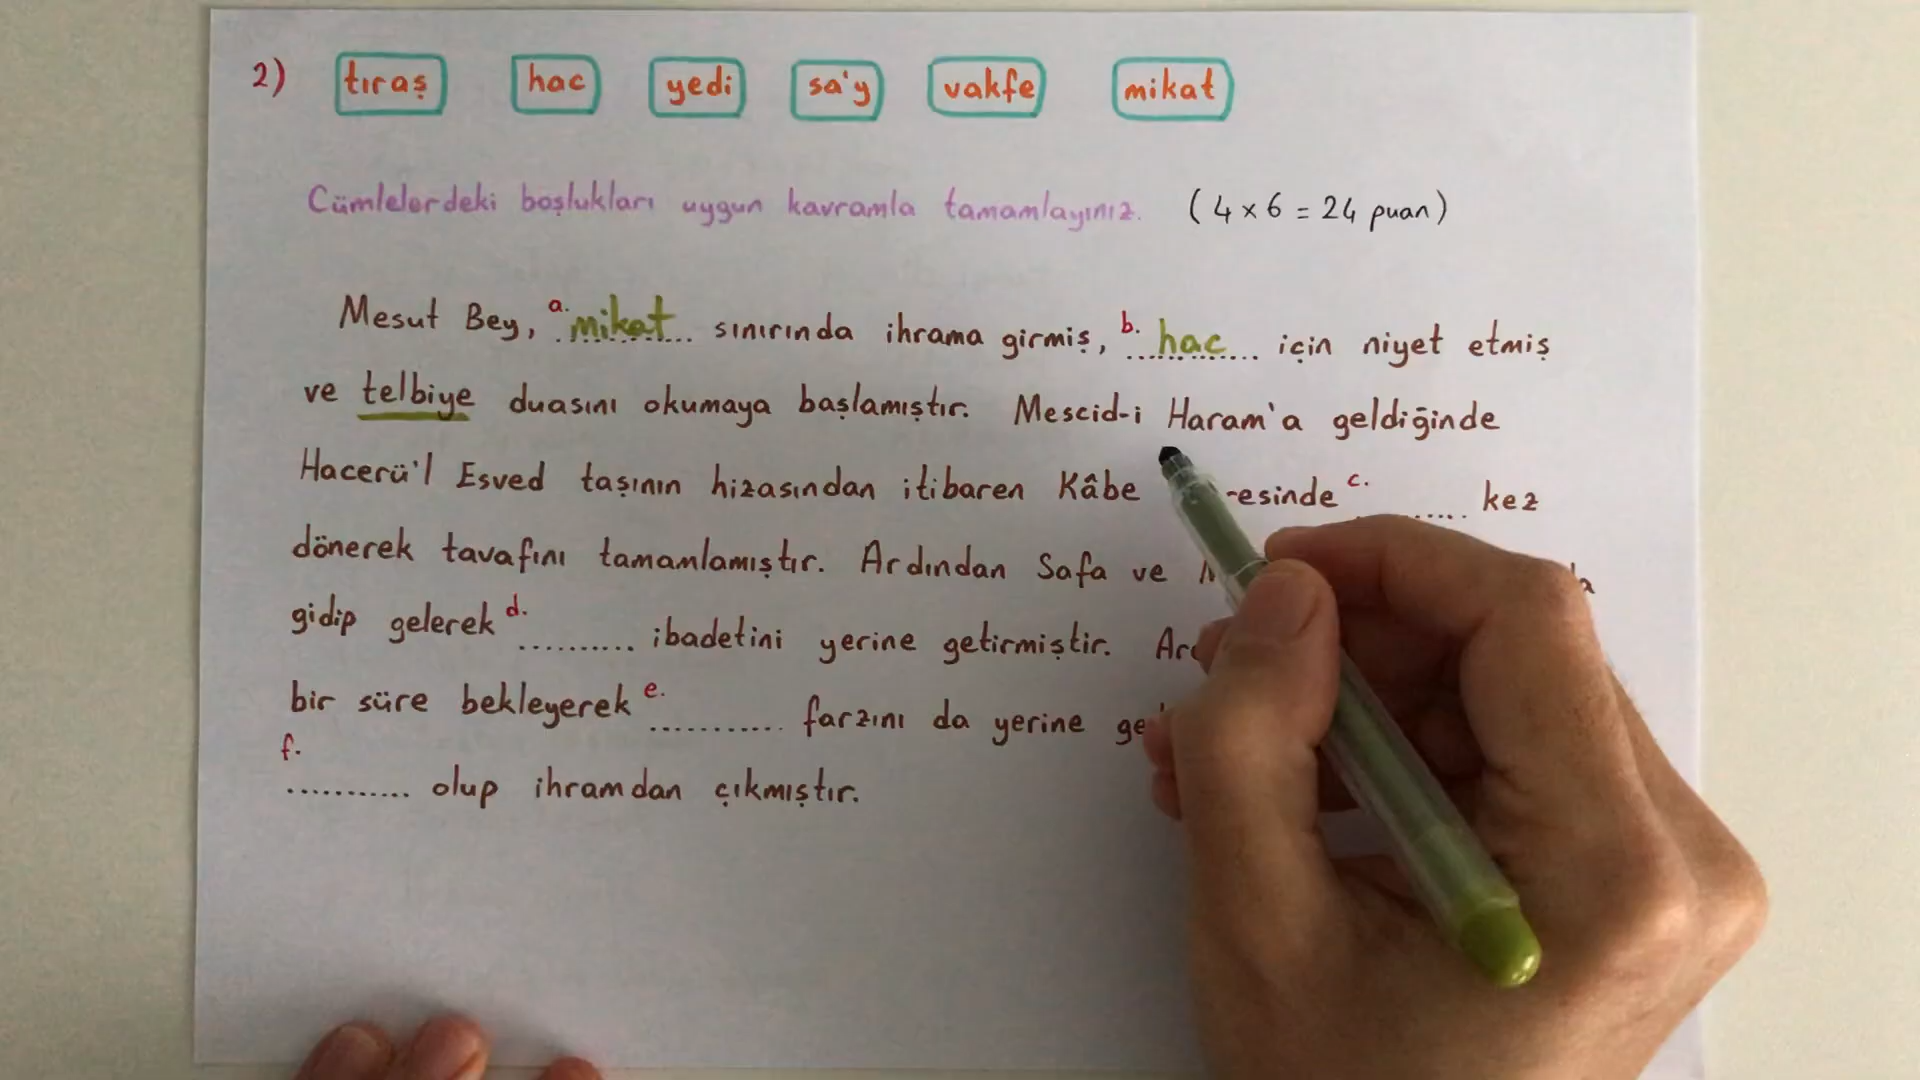 2) tıraş hac yedi sa'y vakfe mikat
Cümlelerdeki boşlukları uygun kavramla tamamlayınız. (4 x 6 = 24 puan)
Mesut Bey, a. mikat sınırında ihrama girmiş, b. hac için niyet etmiş
ve telbiye duasını okumaya başlamıştır. Mescid-i Haram'a geldiğinde
Hacerü'l Esved taşının hizasından itibaren Kâbe c. .......... kez
dönerek tavafını tamamlamıştır. Ardından Safa ve
gidip gelerek d. .......... ibadetini yerine getirmiştir.
bir süre bekleyerek e. ........... farzını da yerine
f. ........... olup ihramdan çıkmıştır.